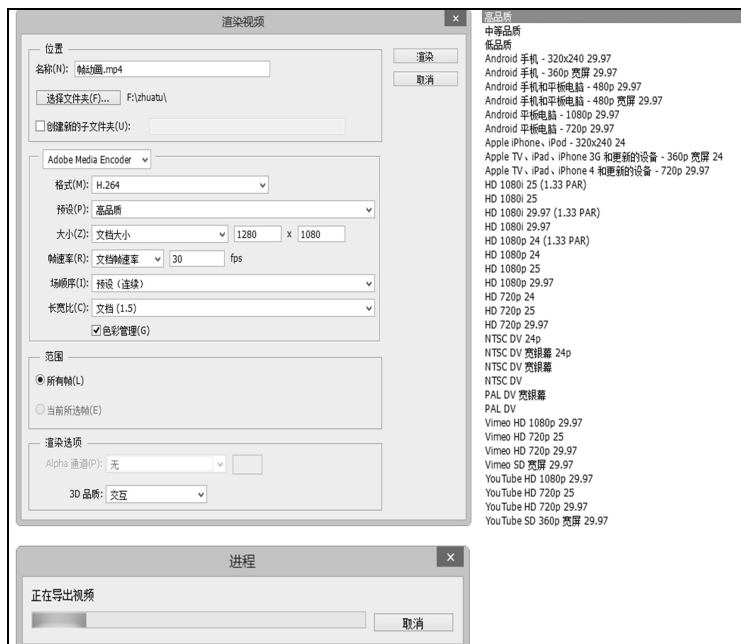 渲染视频
位置
名称(N): 帧动画.mp4
选择文件夹(F)... F:\zhuatu\
创建新的子文件夹(U):
渲染
取消
Adobe Media Encoder
格式(M): H.264
预设(P): 高品质
大小(Z): 文档大小 1280 x 1080
帧速率(R): 文档帧速率 30 fps
场顺序(I): 预设（连续）
长宽比(C): 文档 (1.5)
色彩管理(G)
范围
所有帧(L)
当前所选帧(E)
渲染选项
Alpha 通道(P): 无
3D 品质: 交互
高品质
中等品质
低品质
Android 手机 - 320x240 29.97
Android 手机 - 360p 宽屏 29.97
Android 手机和平板电脑 - 480p 29.97
Android 手机和平板电脑 - 480p 宽屏 29.97
Android 平板电脑 - 1080p 29.97
Android 平板电脑 - 720p 29.97
Apple iPhone、iPod - 320x240 24
Apple TV、iPad、iPhone 3G 和更新的设备 - 360p 宽屏 24
Apple TV、iPad、iPhone 4 和更新的设备 - 720p 29.97
HD 1080i 25 (1.33 PAR)
HD 1080i 25
HD 1080i 29.97 (1.33 PAR)
HD 1080i 29.97
HD 1080p 24 (1.33 PAR)
HD 1080p 24
HD 1080p 25
HD 1080p 29.97
HD 720p 24
HD 720p 25
HD 720p 29.97
NTSC DV 24p
NTSC DV 宽银幕 24p
NTSC DV 宽银幕
NTSC DV
PAL DV 宽银幕
PAL DV
Vimeo HD 1080p 29.97
Vimeo HD 720p 25
Vimeo HD 720p 29.97
Vimeo SD 宽屏 29.97
YouTube HD 1080p 29.97
YouTube HD 720p 25
YouTube HD 720p 29.97
YouTube SD 360p 宽屏 29.97
进程
正在导出视频
取消